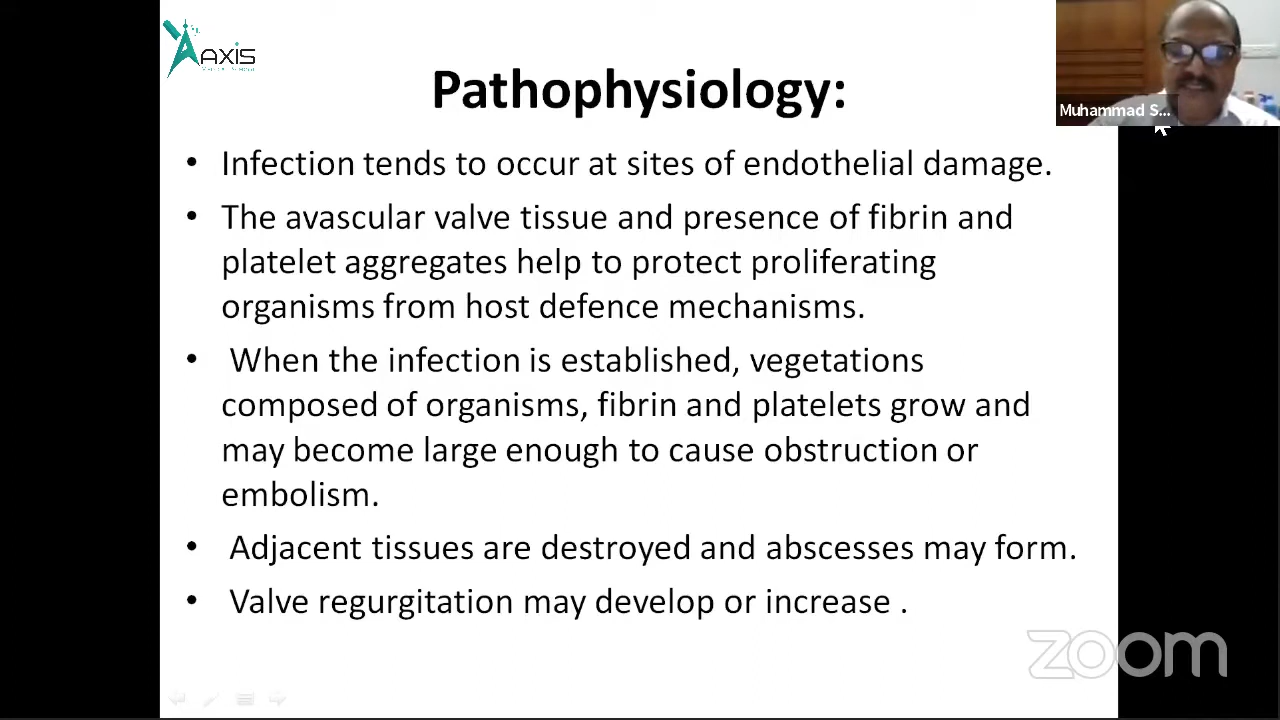 AXIS
Muhammad S...
Pathophysiology:
• Infection tends to occur at sites of endothelial damage.
• The avascular valve tissue and presence of fibrin and
platelet aggregates help to protect proliferating
organisms from host defence mechanisms.
• When the infection is established, vegetations
composed of organisms, fibrin and platelets grow and
may become large enough to cause obstruction or
embolism.
• Adjacent tissues are destroyed and abscesses may form.
• Valve regurgitation may develop or increase .
zoom